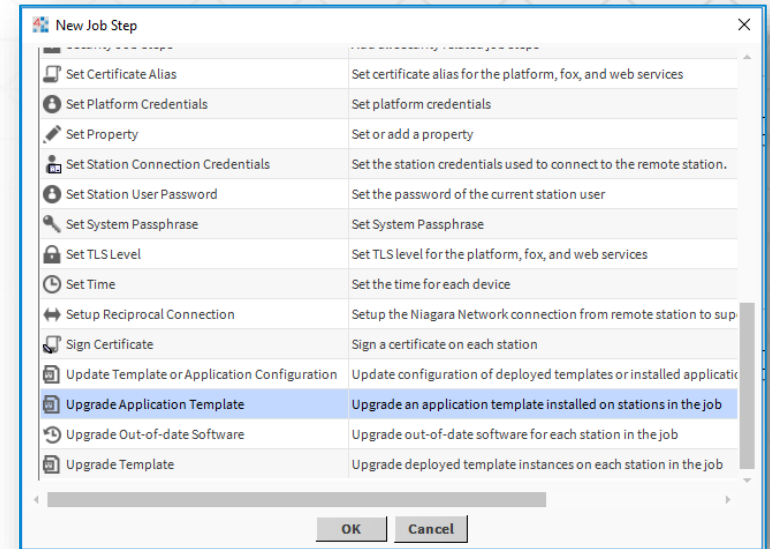 New Job Step
Set Certificate Alias Set certificate alias for the platform, fox, and web services
Set Platform Credentials Set platform credentials
Set Property Set or add a property
Set Station Connection Credentials Set the station credentials used to connect to the remote station.
Set Station User Password Set the password of the current station user
Set System Passphrase Set System Passphrase
Set TLS Level Set TLS level for the platform, fox, and web services
Set Time Set the time for each device
Setup Reciprocal Connection Setup the Niagara Network connection from remote station to
Sign Certificate Sign a certificate on each station
Update Template or Application Configuration Update configuration of deployed templates or installed
Upgrade Application Template Upgrade an application template installed on stations in the job
Upgrade Out-of-date Software Upgrade out-of-date software for each station in the job
Upgrade Template Upgrade deployed template instances on each station in the job
OK Cancel